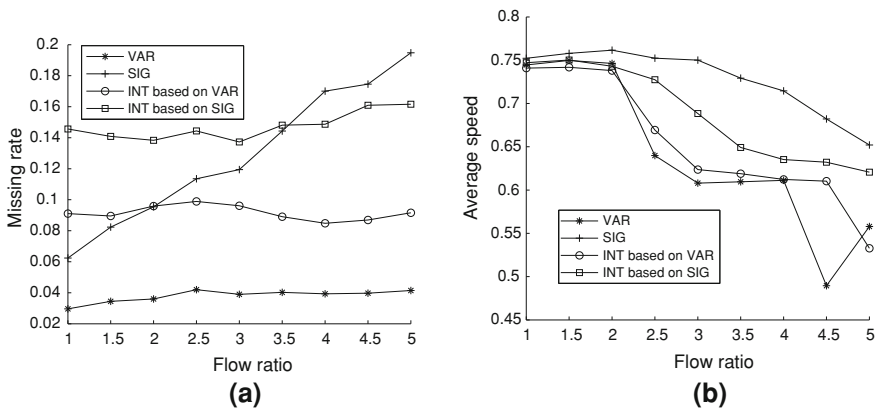 0.2
0.18
0.16
0.14
0.12
0.1
0.08
0.06
0.04
0.02
Missing rate
VAR
SIG
INT based on VAR
INT based on SIG
1 1.5 2 2.5 3 3.5 4 4.5 5
Flow ratio
(a)
0.8
0.75
0.7
0.65
0.6
0.55
0.5
0.45
Average speed
VAR
SIG
INT based on VAR
INT based on SIG
1 1.5 2 2.5 3 3.5 4 4.5 5
Flow ratio
(b)